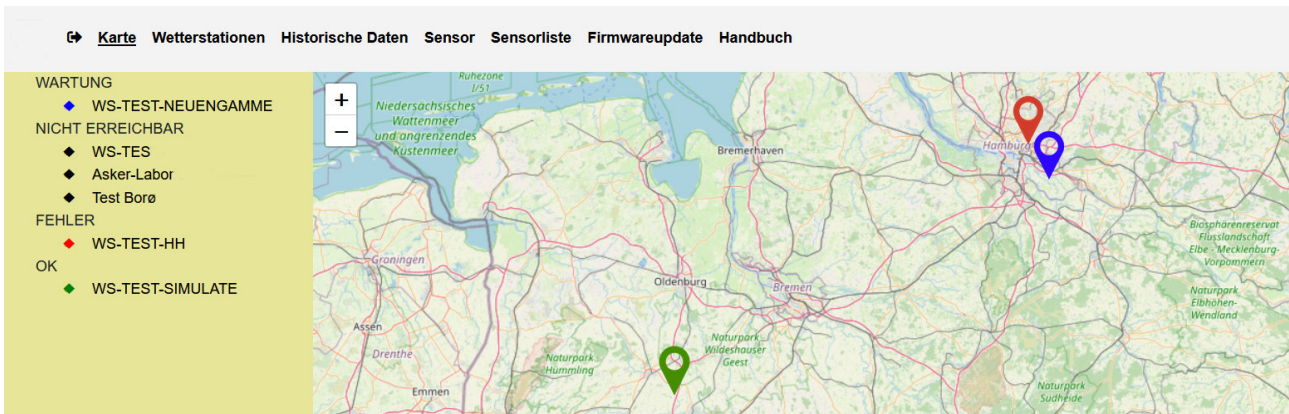 Karte Wetterstationen Historische Daten Sensor Sensorliste Firmwareupdate Handbuch
WARTUNG
WS-TEST-NEUENGAMME
NICHT ERREICHBAR
WS-TES
Asker-Labor
Test Borø
FEHLER
WS-TEST-HH
OK
WS-TEST-SIMULATE
+
−
Ruhezone
I/51
Niedersächsisches
Wattenmeer
und angrenzendes
Küstenmeer
Bremerhaven
Hamburg
Biosphärenreservat
Flusslandschaft
Elbe - Mecklenburg-
Vorpommern
Groningen
Oldenburg
Bremen
Naturpark
Elbhöhen-
Wendland
Assen
Drenthe
Naturpark
Hümmling
Naturpark
Wildeshauser
Geest
Emmen
Naturpark
Südheide